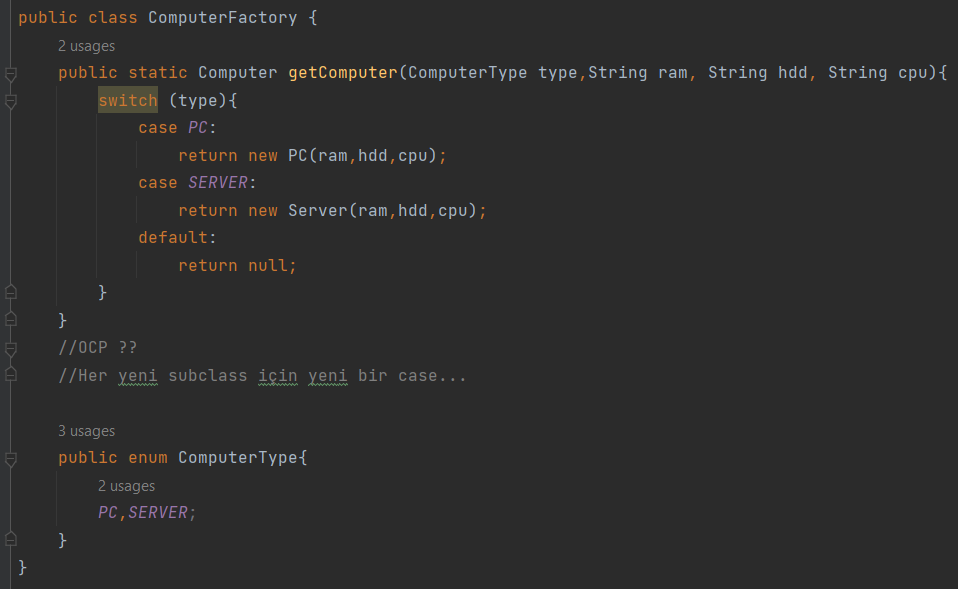 public class ComputerFactory {
2 usages
public static Computer getComputer(ComputerType type,String ram, String hdd, String cpu){
switch (type){
case PC:
return new PC(ram,hdd,cpu);
case SERVER:
return new Server(ram,hdd,cpu);
default:
return null;
}
}
//OCP ??
//Her yeni subclass için yeni bir case...
3 usages
public enum ComputerType{
2 usages
PC,SERVER;
}
}